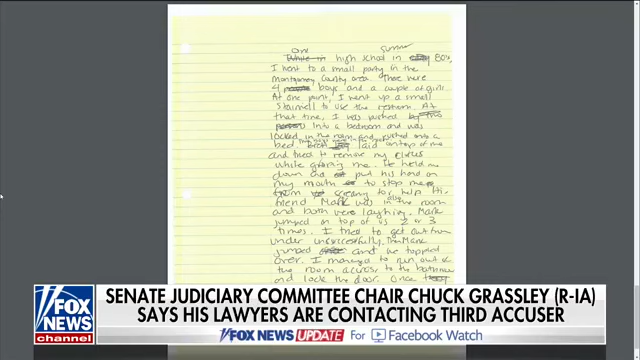 One summer
While in high school in 80's,
I went to a small party in the
Montgomery County area. There were
4 boys and a couple of girls.
At one point, I went up a small
stairwell to use the restroom. At
that time, I was pushed
into a bedroom and was
locked in the room and pushed onto a
bed. laid on top of me
and tried to remove my clothes
while groping me. He held me
down and put his hand on
my mouth to stop me
from screaming for help. His
friend Mark was also in the room
and both were laughing. Mark
jumped on top of us 2 or 3
times. I tried to get out from
under unsuccessfully. Then Mark
jumped and we toppled
over. I managed to run out of
the room across to the bathroom
and lock the door. Once
FOX
NEWS
channel
SENATE JUDICIARY COMMITTEE CHAIR CHUCK GRASSLEY (R-IA)
SAYS HIS LAWYERS ARE CONTACTING THIRD ACCUSER
FOX NEWS UPDATE for Facebook Watch